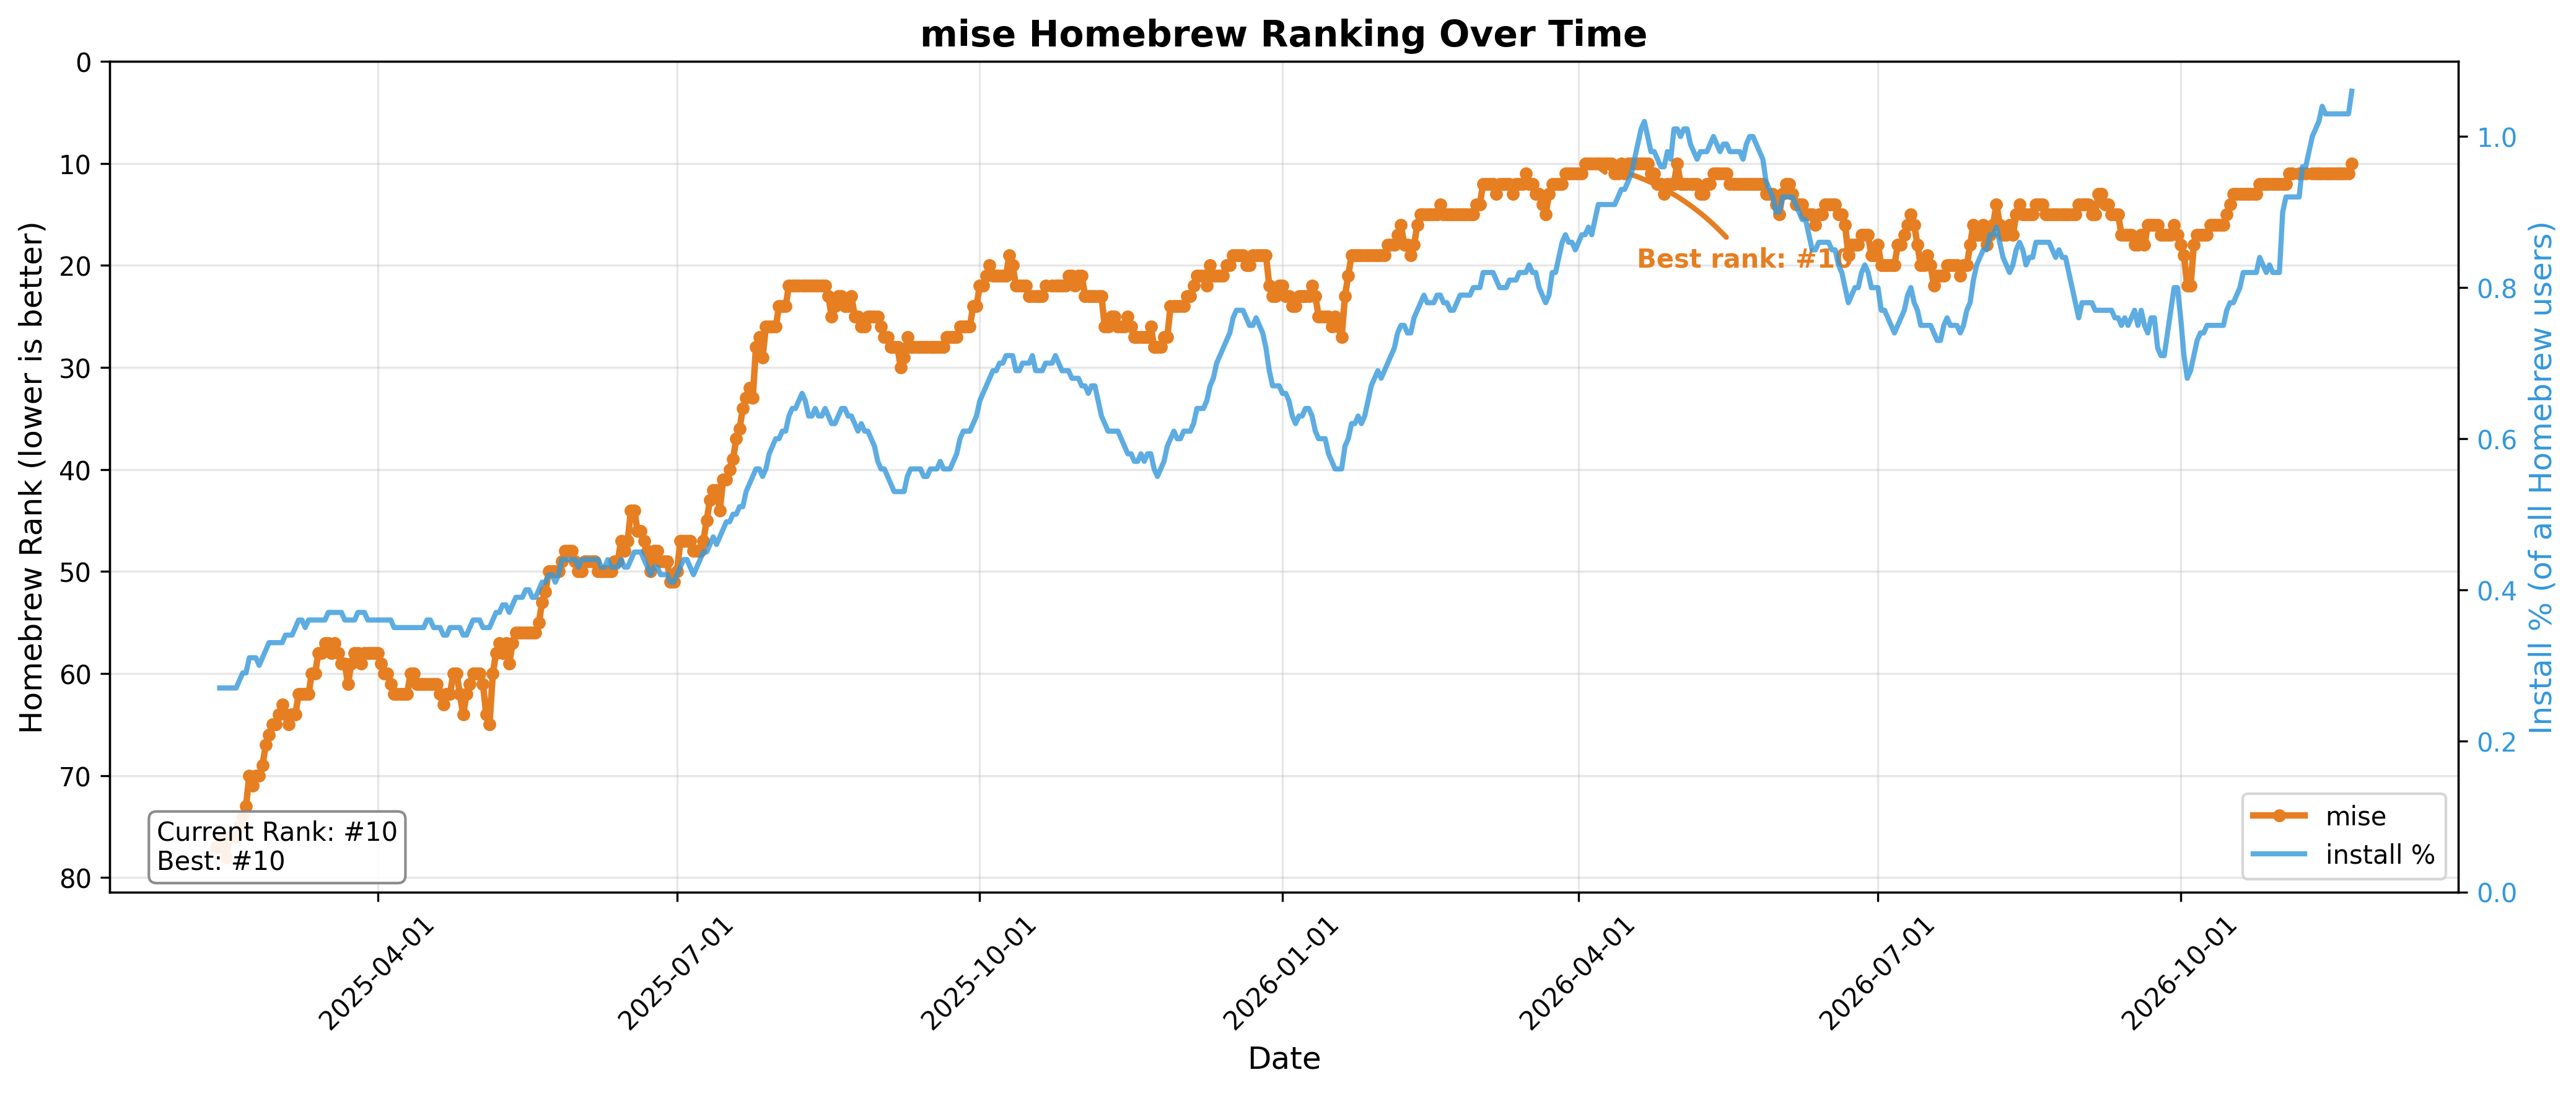 mise Homebrew Ranking Over Time
Homebrew Rank (lower is better)
0
10
20
30
40
50
60
70
80
Best rank: #10
Current Rank: #10
Best: #10
mise
install %
1.0
0.8
0.6
0.4
0.2
0.0
Install % (of all Homebrew users)
2025-04-01
2025-07-01
2025-10-01
2026-01-01
2026-04-01
2026-07-01
2026-10-01
Date